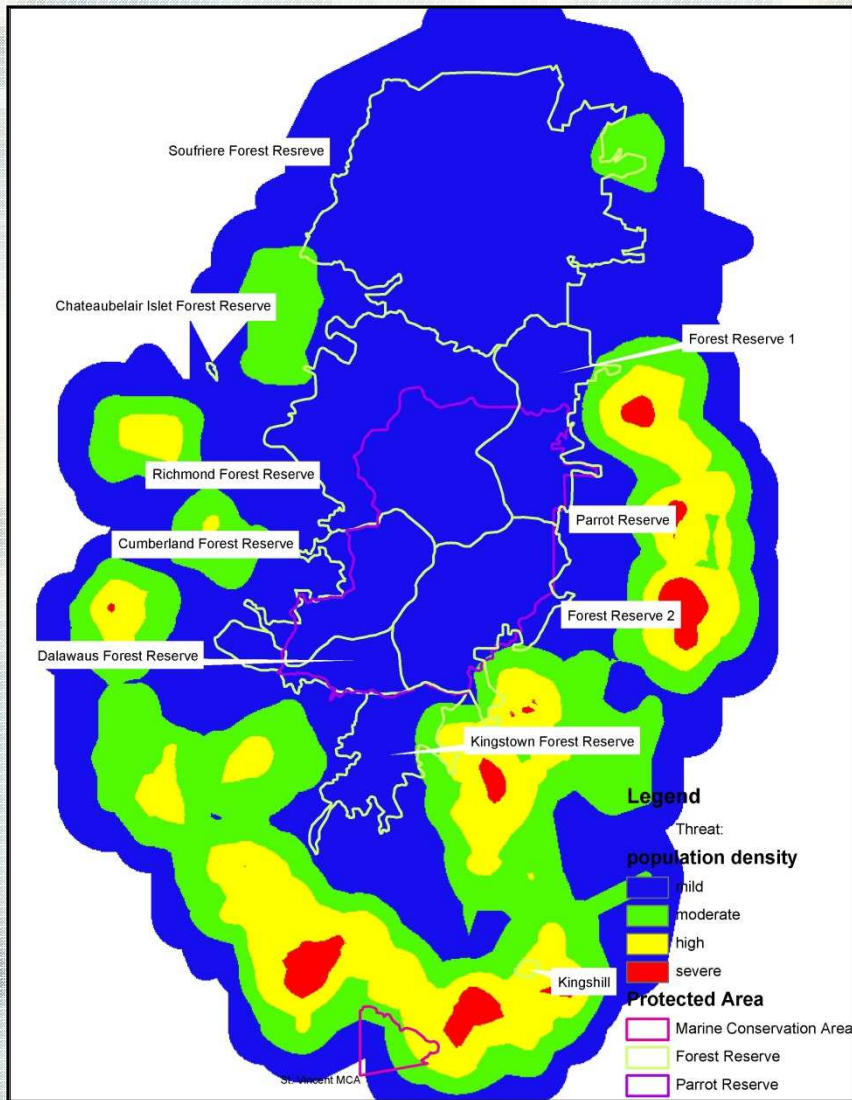 Soufriere Forest Resreve
Chateaubelair Islet Forest Reserve
Forest Reserve 1
Richmond Forest Reserve
Parrot Reserve
Cumberland Forest Reserve
Forest Reserve 2
Dalawaus Forest Reserve
Kingstown Forest Reserve
Kingshill
St. Vincent MCA
Legend
Threat:
population density
mild
moderate
high
severe
Protected Area
Marine Conservation Area
Forest Reserve
Parrot Reserve